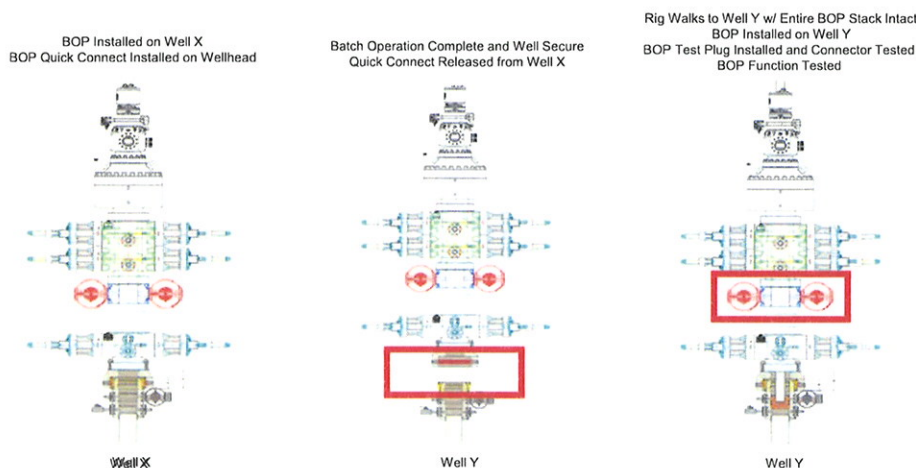 BOP Installed on Well X
BOP Quick Connect Installed on Wellhead
Batch Operation Complete and Well Secure
Quick Connect Released from Well X
Rig Walks to Well Y w/ Entire BOP Stack Intact
BOP Installed on Well Y
BOP Test Plug Installed and Connector Tested
BOP Function Tested
Well X
Well Y
Well Y